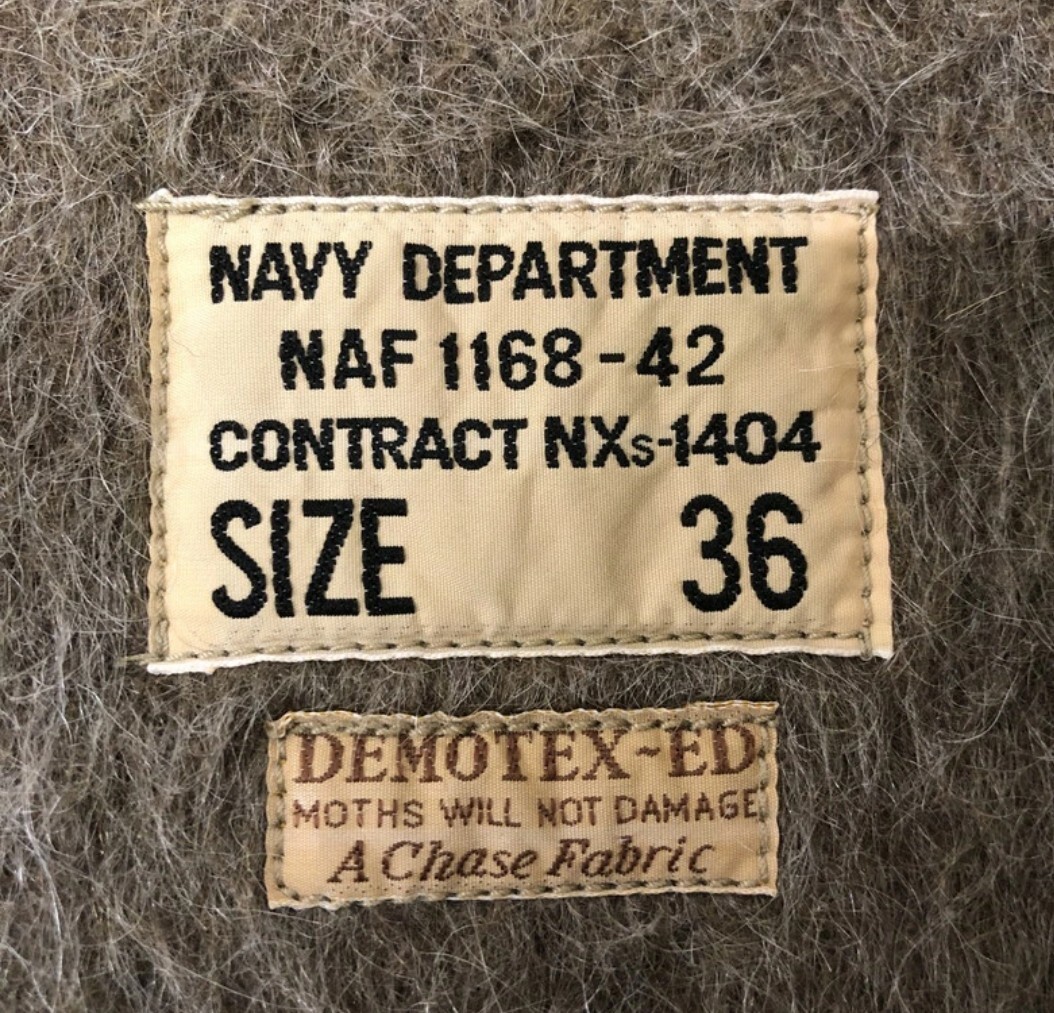 NAVY DEPARTMENT
NAF 1168-42
CONTRACT NXs-1404
SIZE 36
DEMOTEX~ED
MOTHS WILL NOT DAMAGE
A Chase Fabric